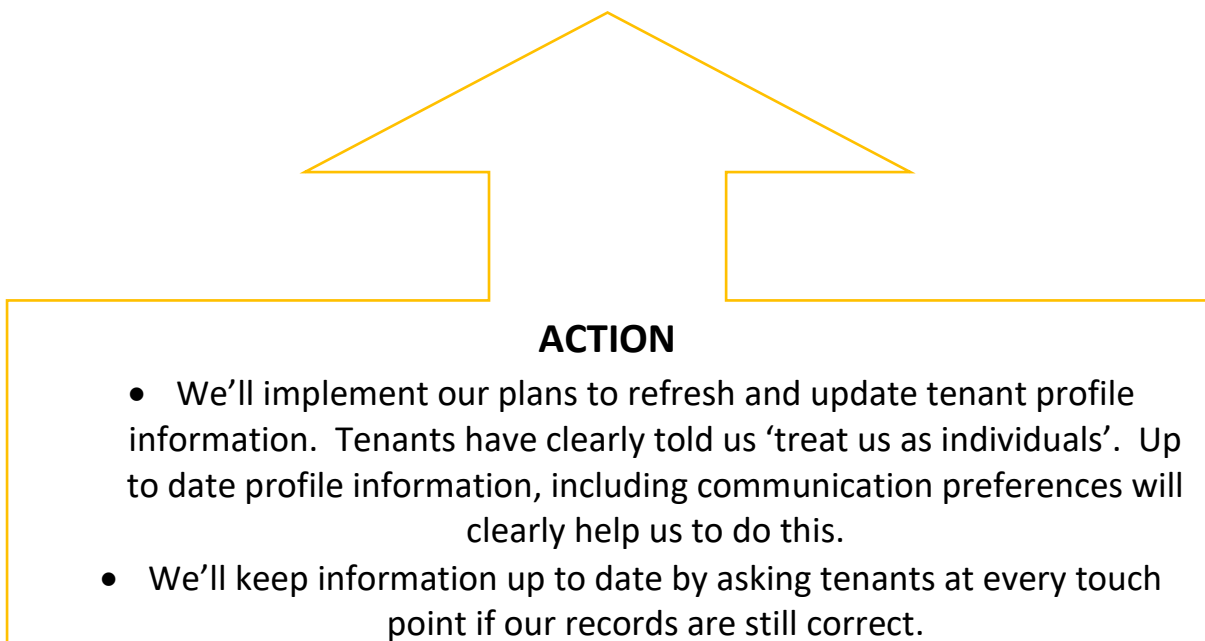 ACTION
• We’ll implement our plans to refresh and update tenant profile
information.  Tenants have clearly told us ‘treat us as individuals’.  Up
to date profile information, including communication preferences will
clearly help us to do this.
• We’ll keep information up to date by asking tenants at every touch
point if our records are still correct.